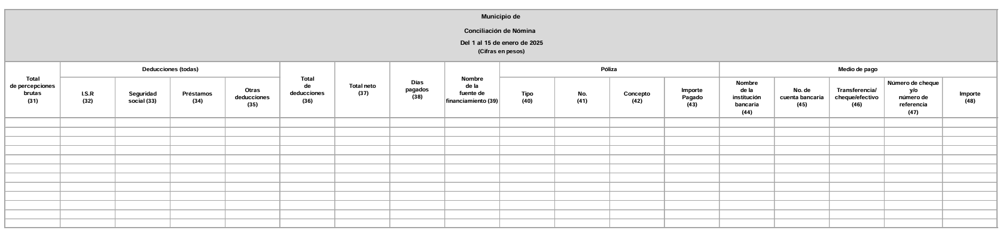 Municipio de
Conciliación de Nómina
Del 1 al 15 de enero de 2025
(Cifras en pesos)
Total
de percepciones
brutas
(31)
Deducciones (todas)
I.S.R
(32)
Seguridad
social (33)
Préstamos
(34)
Otras
deducciones
(35)
Total
de
deducciones
(36)
Total neto
(37)
Días
pagados
(38)
Nombre
de la
fuente de
financiamiento (39)
Póliza
Tipo
(40)
No.
(41)
Concepto
(42)
Importe
Pagado
(43)
Medio de pago
Nombre
de la
institución
bancaria
(44)
No. de
cuenta bancaria
(45)
Transferencia/
cheque/efectivo
(46)
Número de cheque
y/o
número de
referencia
(47)
Importe
(48)